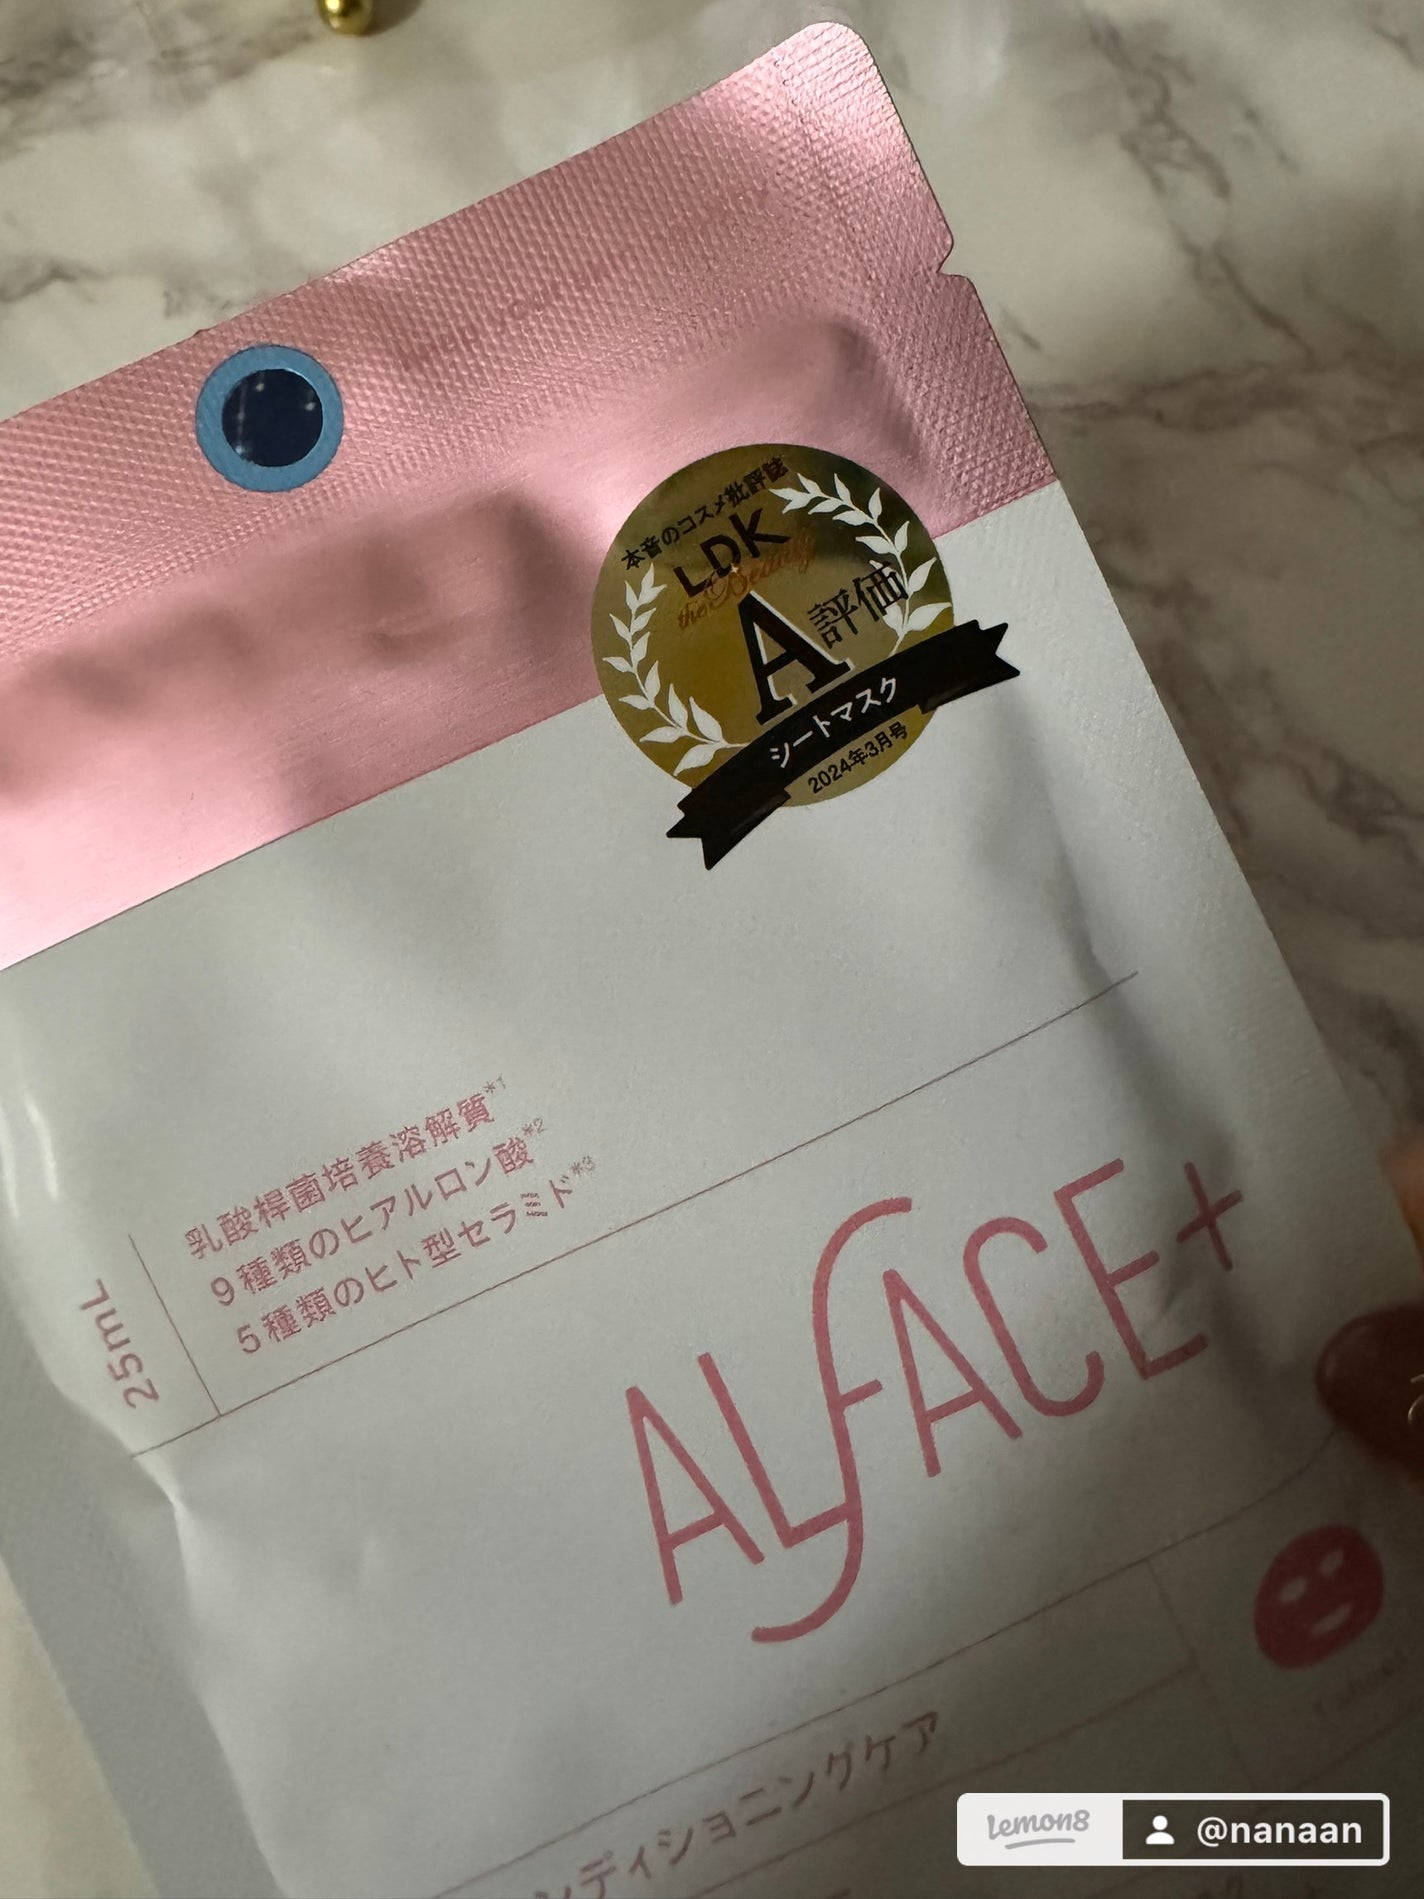 本音のコスメ批評誌
LDK
the Beauty
A評価
シートマスク
2024年3月号
乳酸桿菌培養溶解質*1
9種類のヒアルロン酸*2
5種類のヒト型セラミド*3
25mL
ALFACE+
ンディショニングケア
Lemon8 @nanaan